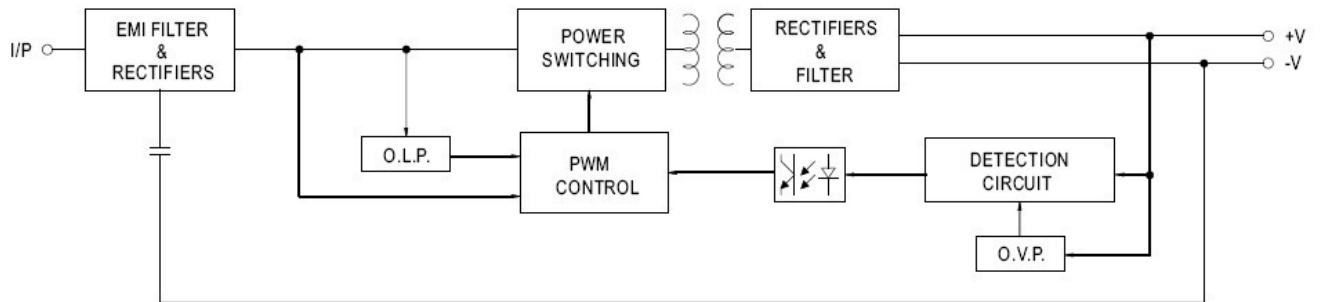 I/P
EMI FILTER
&
RECTIFIERS
POWER
SWITCHING
RECTIFIERS
&
FILTER
+V
-V
O.L.P.
PWM
CONTROL
DETECTION
CIRCUIT
O.V.P.